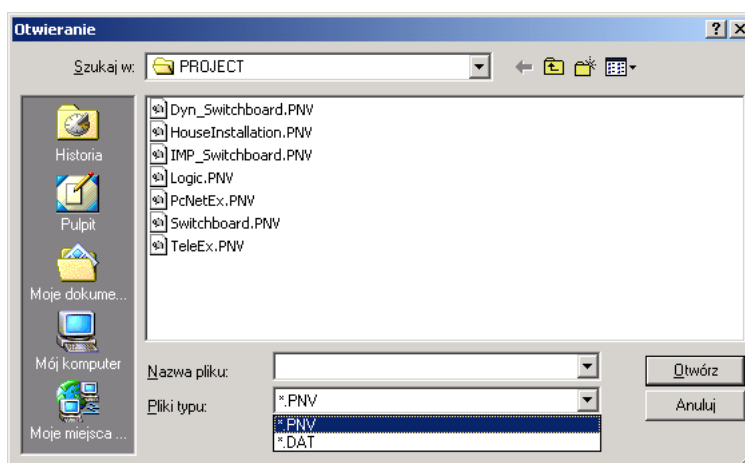 Otwieranie
Szukaj w: PROJECT
Historia
Pulpit
Moje dokume...
Mój komputer
Moje miejsca ...
Dyn_Switchboard.PNV
HouseInstallation.PNV
IMP_Switchboard.PNV
Logic.PNV
PcNetEx.PNV
Switchboard.PNV
TeleEx.PNV
Nazwa pliku:
Otwórz
Pliki typu: *.PNV
Anuluj
*.PNV
*.DAT